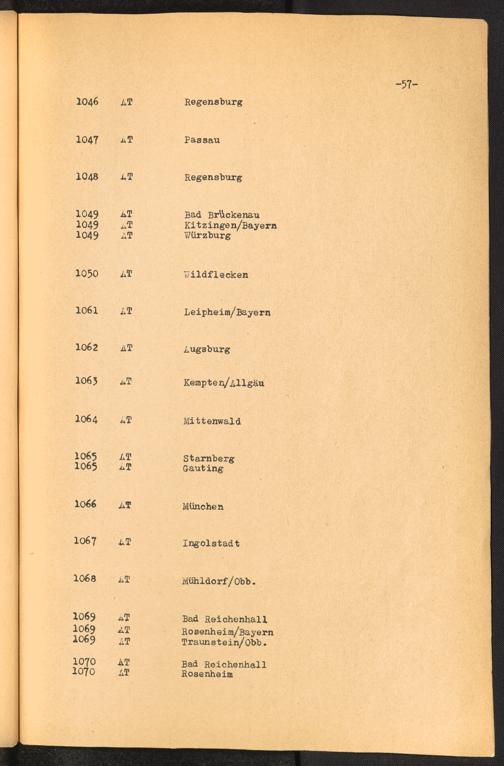 -57-
1046 AT Regensburg
1047 AT Passau
1048 AT Regensburg
1049 AT Bad Brückenau
1049 AT Kitzingen/Bayern
1049 AT Würzburg
1050 AT Wildflecken
1061 AT Leipheim/Bayern
1062 AT Augsburg
1063 AT Kempten/Allgäu
1064 AT Mittenwald
1065 AT Starnberg
1065 AT Gauting
1066 AT München
1067 AT Ingolstadt
1068 AT Mühldorf/Obb.
1069 AT Bad Reichenhall
1069 AT Rosenheim/Bayern
1069 AT Traunstein/Obb.
1070 AT Bad Reichenhall
1070 AT Rosenheim